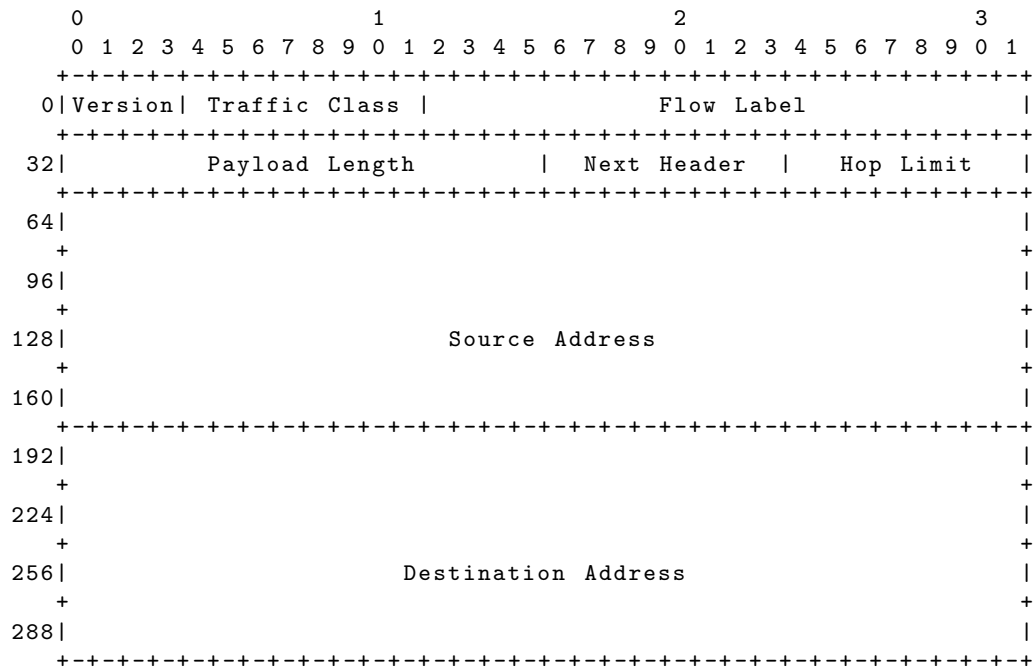 0                   1                   2                   3
0 1 2 3 4 5 6 7 8 9 0 1 2 3 4 5 6 7 8 9 0 1 2 3 4 5 6 7 8 9 0 1
+-+-+-+-+-+-+-+-+-+-+-+-+-+-+-+-+-+-+-+-+-+-+-+-+-+-+-+-+-+-+-+-+
0|Version| Traffic Class |               Flow Label              |
+-+-+-+-+-+-+-+-+-+-+-+-+-+-+-+-+-+-+-+-+-+-+-+-+-+-+-+-+-+-+-+-+
32|         Payload Length        |  Next Header  |   Hop Limit   |
+-+-+-+-+-+-+-+-+-+-+-+-+-+-+-+-+-+-+-+-+-+-+-+-+-+-+-+-+-+-+-+-+
64|                                                               |
+                                                               +
96|                                                               |
+                                                               +
128|                         Source Address                        |
+                                                               +
160|                                                               |
+-+-+-+-+-+-+-+-+-+-+-+-+-+-+-+-+-+-+-+-+-+-+-+-+-+-+-+-+-+-+-+-+
192|                                                               |
+                                                               +
224|                                                               |
+                                                               +
256|                      Destination Address                      |
+                                                               +
288|                                                               |
+-+-+-+-+-+-+-+-+-+-+-+-+-+-+-+-+-+-+-+-+-+-+-+-+-+-+-+-+-+-+-+-+